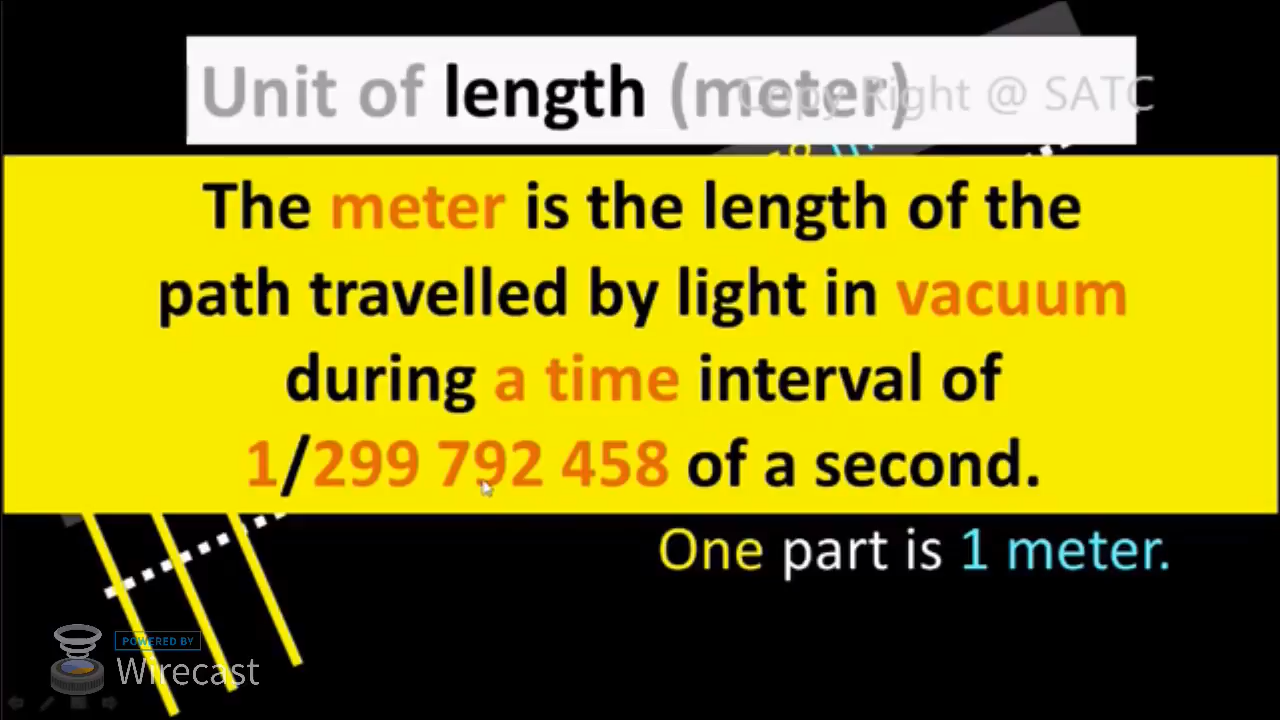 Unit of length (meter)
Copy Right @ SATC
The meter is the length of the
path travelled by light in vacuum
during a time interval of
1/299 792 458 of a second.
One part is 1 meter.
POWERED BY
Wirecast